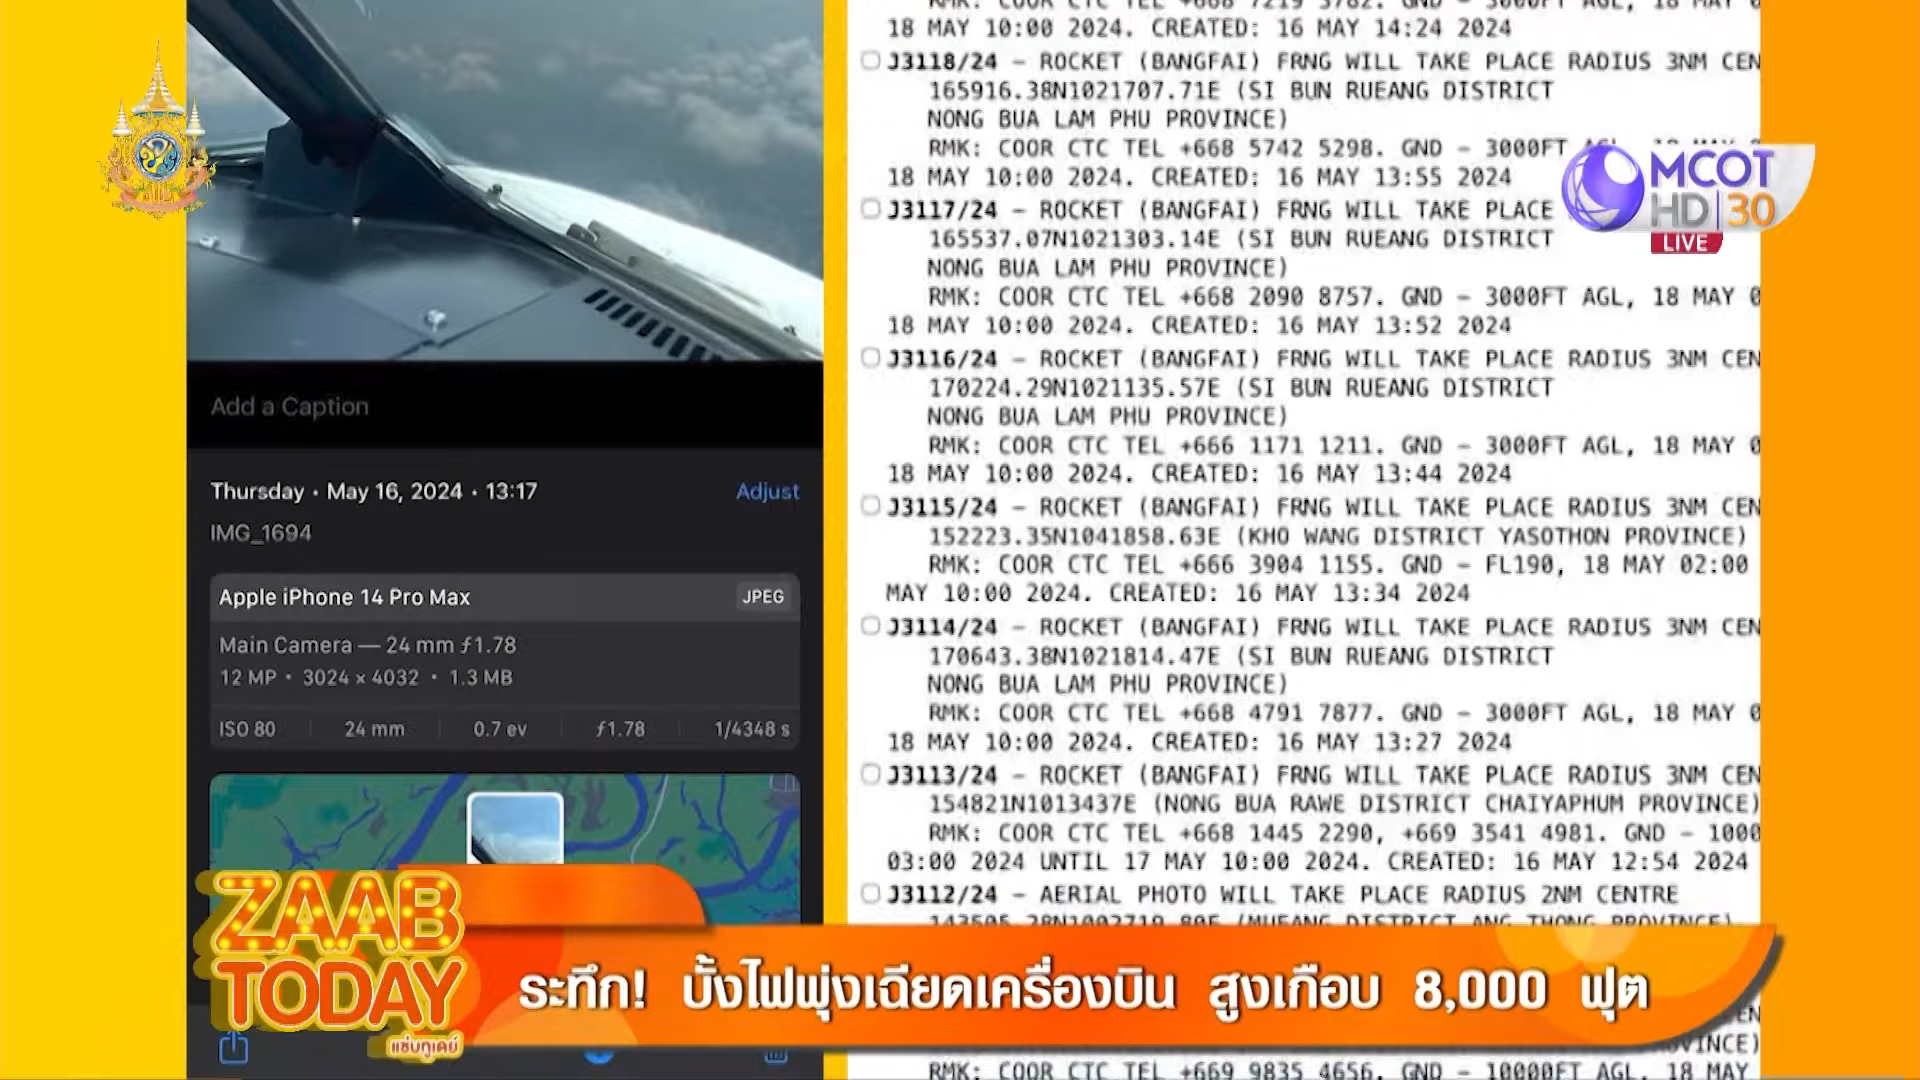 Add a Caption
Thursday • May 16, 2024 • 13:17
Adjust
IMG_1694
Apple iPhone 14 Pro Max
JPEG
Main Camera — 24 mm ƒ1.78
12 MP • 3024 × 4032 • 1.3 MB
ISO 80
24 mm
0.7 ev
ƒ1.78
1/4348 s
RMK: COOR CTC TEL +668 7219 3782. GND - 3000FT AGL, 18 MAY
18 MAY 10:00 2024. CREATED: 16 MAY 14:24 2024
J3118/24 - ROCKET (BANGFAI) FRNG WILL TAKE PLACE RADIUS 3NM CEN
165916.38N1021707.71E (SI BUN RUEANG DISTRICT
NONG BUA LAM PHU PROVINCE)
RMK: COOR CTC TEL +668 5742 5298. GND - 3000FT
18 MAY 10:00 2024. CREATED: 16 MAY 13:55 2024
J3117/24 - ROCKET (BANGFAI) FRNG WILL TAKE PLACE
165537.07N1021303.14E (SI BUN RUEANG DISTRICT
NONG BUA LAM PHU PROVINCE)
RMK: COOR CTC TEL +668 2090 8757. GND - 3000FT AGL, 18 MAY 0
18 MAY 10:00 2024. CREATED: 16 MAY 13:52 2024
J3116/24 - ROCKET (BANGFAI) FRNG WILL TAKE PLACE RADIUS 3NM CEN
170224.29N1021135.57E (SI BUN RUEANG DISTRICT
NONG BUA LAM PHU PROVINCE)
RMK: COOR CTC TEL +666 1171 1211. GND - 3000FT AGL, 18 MAY 0
18 MAY 10:00 2024. CREATED: 16 MAY 13:44 2024
J3115/24 - ROCKET (BANGFAI) FRNG WILL TAKE PLACE RADIUS 3NM CEN
152223.35N1041858.63E (KHO WANG DISTRICT YASOTHON PROVINCE)
RMK: COOR CTC TEL +666 3904 1155. GND - FL190, 18 MAY 02:00
MAY 10:00 2024. CREATED: 16 MAY 13:34 2024
J3114/24 - ROCKET (BANGFAI) FRNG WILL TAKE PLACE RADIUS 3NM CEN
170643.38N1021814.47E (SI BUN RUEANG DISTRICT
NONG BUA LAM PHU PROVINCE)
RMK: COOR CTC TEL +668 4791 7877. GND - 3000FT AGL, 18 MAY 0
18 MAY 10:00 2024. CREATED: 16 MAY 13:27 2024
J3113/24 - ROCKET (BANGFAI) FRNG WILL TAKE PLACE RADIUS 3NM CEN
154821N1013437E (NONG BUA RAWE DISTRICT CHAIYAPHUM PROVINCE)
RMK: COOR CTC TEL +668 1445 2290, +669 3541 4981. GND - 1000
03:00 2024 UNTIL 17 MAY 10:00 2024. CREATED: 16 MAY 12:54 2024
J3112/24 - AERIAL PHOTO WILL TAKE PLACE RADIUS 2NM CENTRE
(MUEANG DISTRICT ANG THONG PROVINCE)
RMK: COOR CTC TEL +669 9835 4656. GND - 10000FT AGL, 18 MAY
MCOT
HD 30
LIVE
ZAAB
TODAY
แซ่บทูเดย์
ระทึก! บั้งไฟพุ่งเฉียดเครื่องบิน สูงเกือบ 8,000 ฟุต